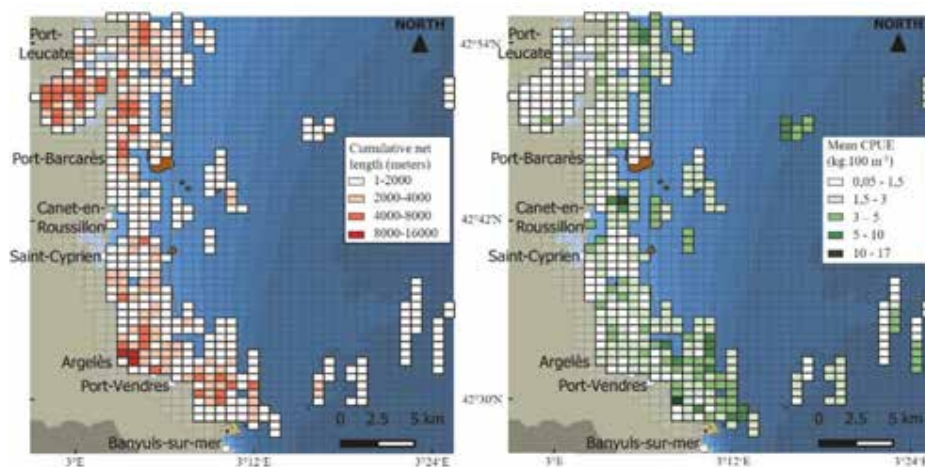 NORTH
Port-
Leucate
Port-Barcarès
Canet-en-
Roussillon
Saint-Cyprien
Argelès
Port-Vendres
Banyuls-sur-mer
Cumulative net
length (meters)
1-2000
2000-4000
4000-8000
8000-16000
0 2.5 5 km
3°E
3°12'E
3°24'E
42°54'N
42°42'N
42°30'N
NORTH
Port-
Leucate
Port-Barcarès
Canet-en-
Roussillon
Saint-Cyprien
Argelès
Port-Vendres
Banyuls-sur-mer
Mean CPUE
(kg.100 m⁻¹)
0,05 - 1,5
1,5 - 3
3 - 5
5 - 10
10 - 17
0 2.5 5 km
3°E
3°12'E
3°24'E